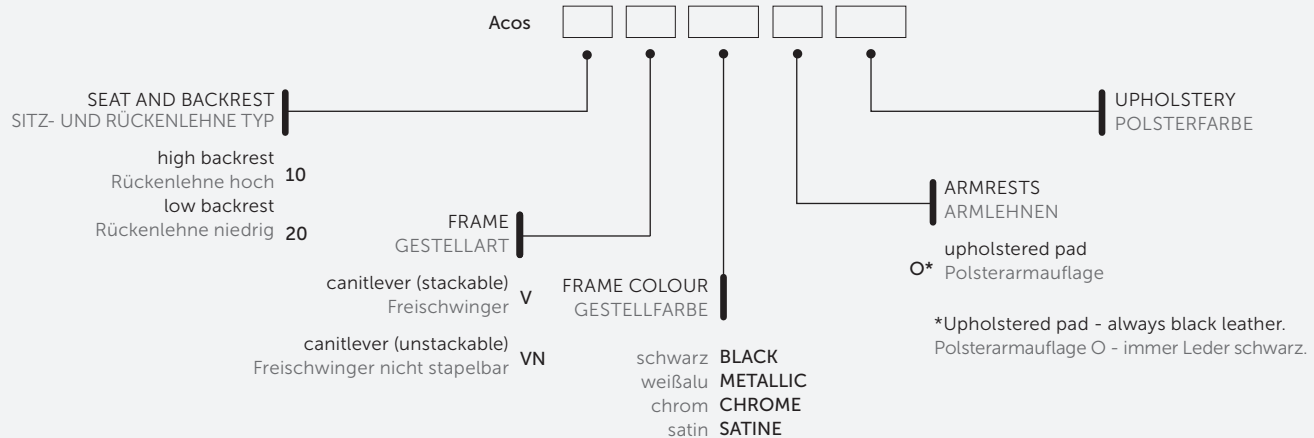 Acos
SEAT AND BACKREST
SITZ- UND RÜCKENLEHNE TYP
high backrest
Rückenlehne hoch 10
low backrest
Rückenlehne niedrig 20
FRAME
GESTELLART
canitlever (stackable)
Freischwinger V
canitlever (unstackable)
Freischwinger nicht stapelbar VN
FRAME COLOUR
GESTELLFARBE
schwarz BLACK
weißalu METALLIC
chrom CHROME
satin SATINE
ARMRESTS
ARMLEHNEN
upholstered pad
O* Polsterarmauflage
*Upholstered pad - always black leather.
Polsterarmauflage O - immer Leder schwarz.
UPHOLSTERY
POLSTERFARBE